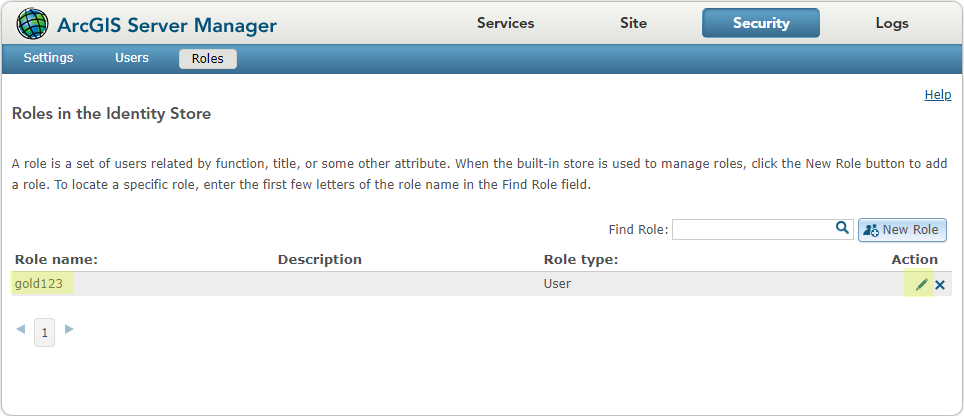 ArcGIS Server Manager
Services Site Security Logs
Settings Users Roles
Help
Roles in the Identity Store
A role is a set of users related by function, title, or some other attribute. When the built-in store is used to manage roles, click the New Role button to add
a role. To locate a specific role, enter the first few letters of the role name in the Find Role field.
Find Role: New Role
Role name: Description Role type: Action
gold123 User
1